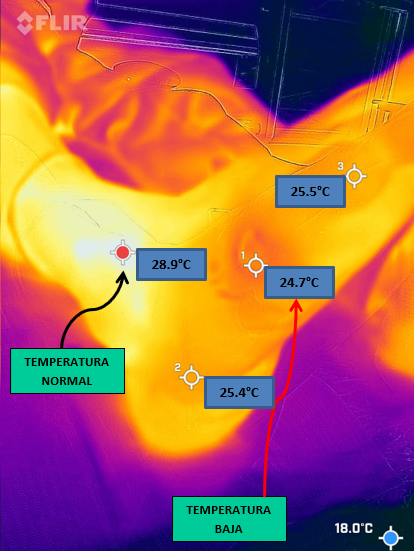 FLIR
3
25.5°C
1
28.9°C
24.7°C
TEMPERATURA
NORMAL
2
25.4°C
TEMPERATURA
BAJA
18.0°C